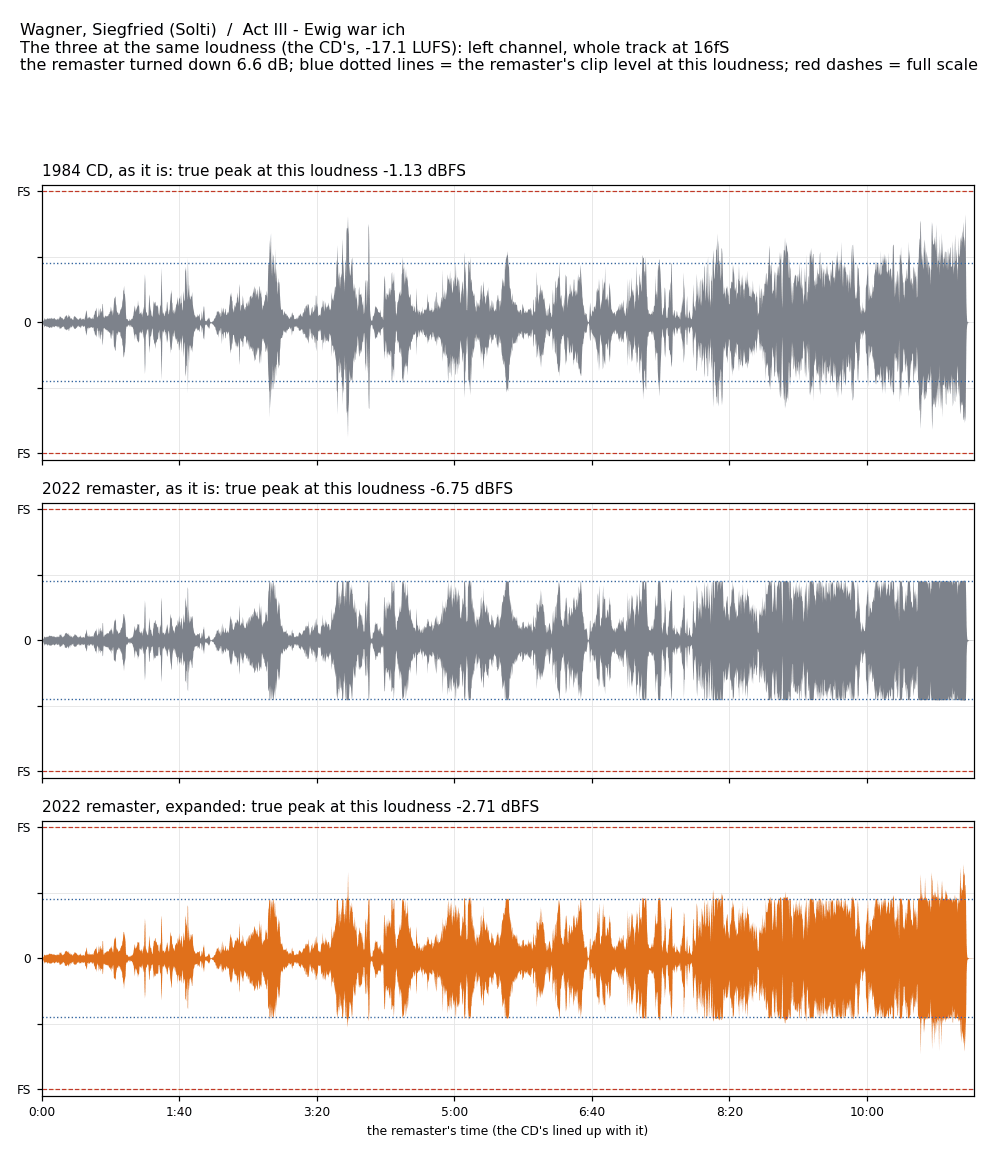 Wagner, Siegfried (Solti)  /  Act III - Ewig war ich
The three at the same loudness (the CD's, -17.1 LUFS): left channel, whole track at 16fS
the remaster turned down 6.6 dB; blue dotted lines = the remaster's clip level at this loudness; red dashes = full scale
1984 CD, as it is: true peak at this loudness -1.13 dBFS
FS
0
FS
2022 remaster, as it is: true peak at this loudness -6.75 dBFS
FS
0
FS
2022 remaster, expanded: true peak at this loudness -2.71 dBFS
FS
0
FS
0:00 1:40 3:20 5:00 6:40 8:20 10:00
the remaster's time (the CD's lined up with it)